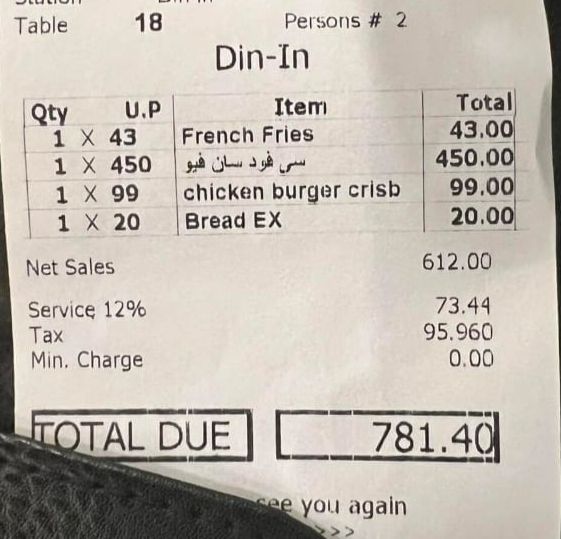 Table 18 Persons # 2
Din-In
Qty U.P Item Total
1 X 43 French Fries 43.00
1 X 450 سى فود سان فيو 450.00
1 X 99 chicken burger crisb 99.00
1 X 20 Bread EX 20.00
Net Sales 612.00
Service 12% 73.44
Tax 95.960
Min. Charge 0.00
TOTAL DUE 781.40
see you again
>>>